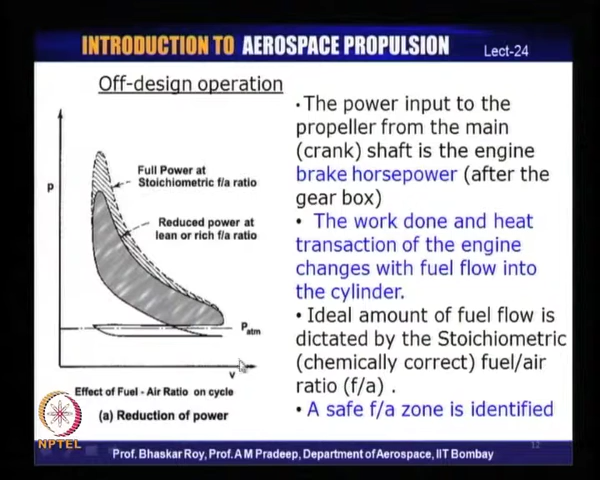 INTRODUCTION TO AEROSPACE PROPULSION
Lect-24
Off-design operation
p
Full Power at
Stoichiometric f/a ratio
Reduced power at
lean or rich f/a ratio
Patm
v
Effect of Fuel - Air Ratio on cycle
(a) Reduction of power
•The power input to the
propeller from the main
(crank) shaft is the engine
brake horsepower (after the
gear box)
• The work done and heat
transaction of the engine
changes with fuel flow into
the cylinder.
• Ideal amount of fuel flow is
dictated by the Stoichiometric
(chemically correct) fuel/air
ratio (f/a) .
• A safe f/a zone is identified
NPTEL
12
Prof. Bhaskar Roy, Prof.A M Pradeep, Department of Aerospace, IIT Bombay